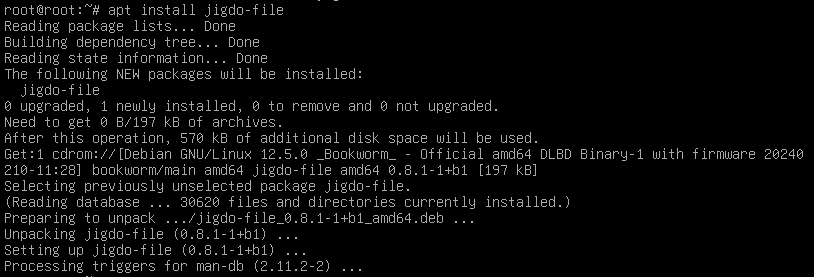 root@root:~# apt install jigdo-file
Reading package lists... Done
Building dependency tree... Done
Reading state information... Done
The following NEW packages will be installed:
  jigdo-file
0 upgraded, 1 newly installed, 0 to remove and 0 not upgraded.
Need to get 0 B/197 kB of archives.
After this operation, 570 kB of additional disk space will be used.
Get:1 cdrom://[Debian GNU/Linux 12.5.0 _Bookworm_ - Official amd64 DLBD Binary-1 with firmware 20240
210-11:28] bookworm/main amd64 jigdo-file amd64 0.8.1-1+b1 [197 kB]
Selecting previously unselected package jigdo-file.
(Reading database ... 30620 files and directories currently installed.)
Preparing to unpack .../jigdo-file_0.8.1-1+b1_amd64.deb ...
Unpacking jigdo-file (0.8.1-1+b1) ...
Setting up jigdo-file (0.8.1-1+b1) ...
Processing triggers for man-db (2.11.2-2) ...